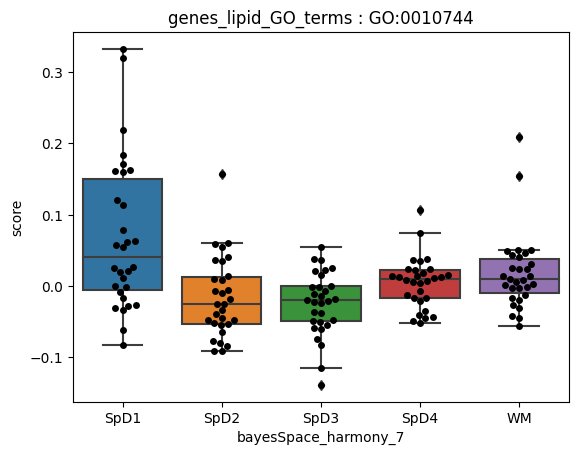 genes_lipid_GO_terms : GO:0010744
score
0.3
0.2
0.1
0.0
−0.1
SpD1 SpD2 SpD3 SpD4 WM
bayesSpace_harmony_7